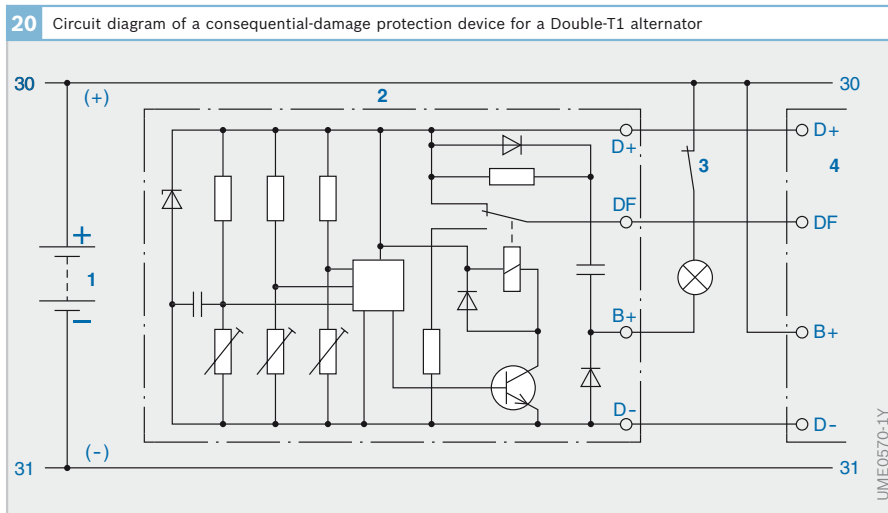 20 Circuit diagram of a consequential-damage protection device for a Double-T1 alternator
30 30
(+) 2
D+ D+
3 4
DF DF
+
1
−
B+ B+
D- D-
(-)
31 31
UME0570-1Y